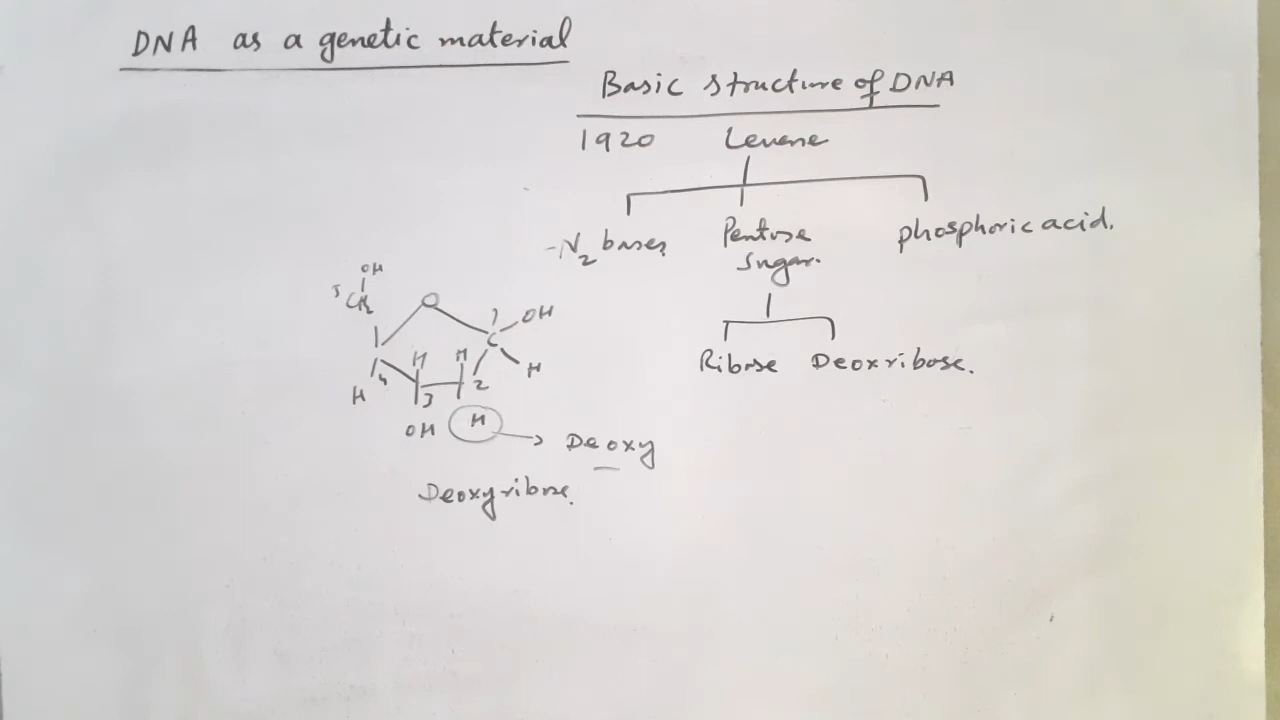 DNA as a genetic material
Basic structure of DNA
1920 Levene
-N2 bases Pentose phosphoric acid.
sugar.
Ribose Deoxribose.
OH
5 CH2
O
1 OH
C
H H H
4 3 2
H
OH H → Deoxy
Deoxyribose.